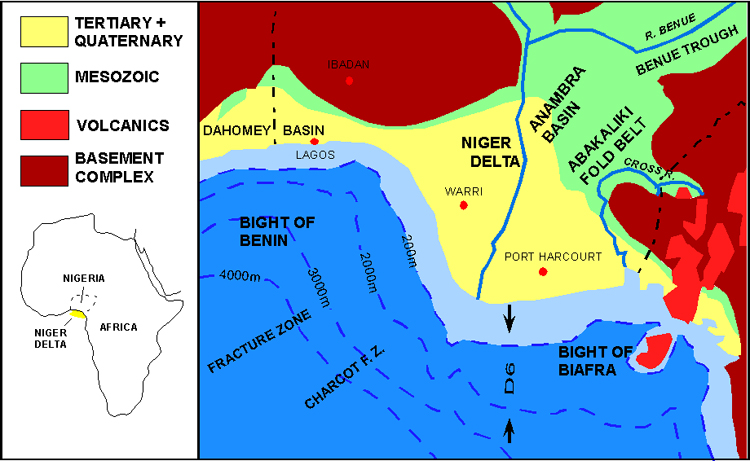 TERTIARY +
QUATERNARY
MESOZOIC
VOLCANICS
BASEMENT
COMPLEX
NIGERIA
NIGER
DELTA
AFRICA
R. BENUE
BENUE TROUGH
IBADAN
ANAMBRA
BASIN
ABAKALIKI
FOLD BELT
CROSS R.
DAHOMEY BASIN
LAGOS
NIGER
DELTA
WARRI
PORT HARCOURT
BIGHT OF
BENIN
200m
2000m
3000m
4000m
FRACTURE ZONE
CHARCOT F. Z.
D6
BIGHT OF
BIAFRA